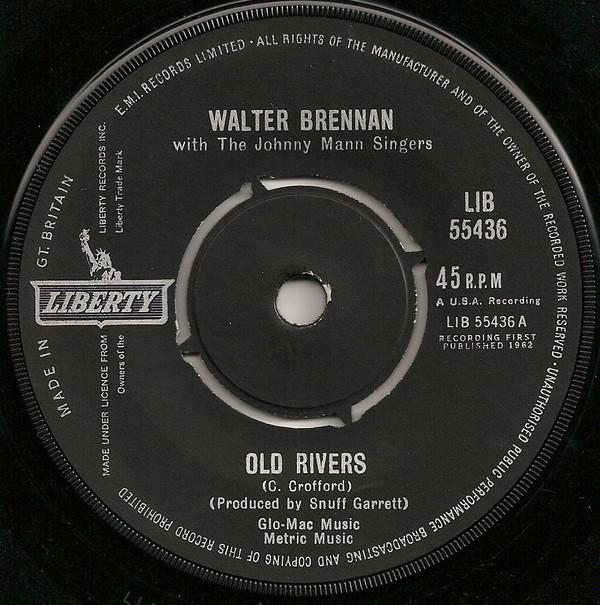 E.M.I. RECORDS LIMITED · ALL RIGHTS OF THE MANUFACTURER AND OF THE OWNER OF THE RECORDED WORK RESERVED · UNAUTHORISED PUBLIC PERFORMANCE BROADCASTING AND COPYING OF THIS RECORD PROHIBITED
WALTER BRENNAN
with The Johnny Mann Singers
MADE IN GT. BRITAIN
LIBERTY RECORDS INC.
Liberty Trade Mark
LIBERTY
MADE UNDER LICENCE FROM
Owners of the
LIB
55436
45 R.P.M
A U.S.A. Recording
LIB 55436 A
RECORDING FIRST
PUBLISHED 1962
OLD RIVERS
(C. Crofford)
(Produced by Snuff Garrett)
Glo-Mac Music
Metric Music